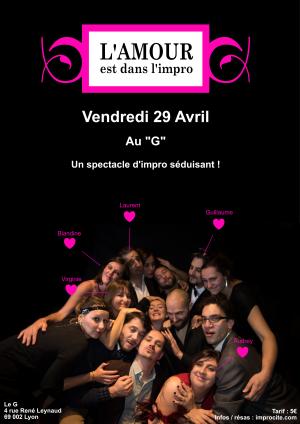 L'AMOUR
est dans l'impro
Vendredi 29 Avril
Au "G"
Un spectacle d'impro séduisant !
Laurent
Guillaume
Blandine
Virginie
Audrey
Le G
4 rue René Leynaud
69 002 Lyon
Tarif : 5€
Infos / résas : improcite.com